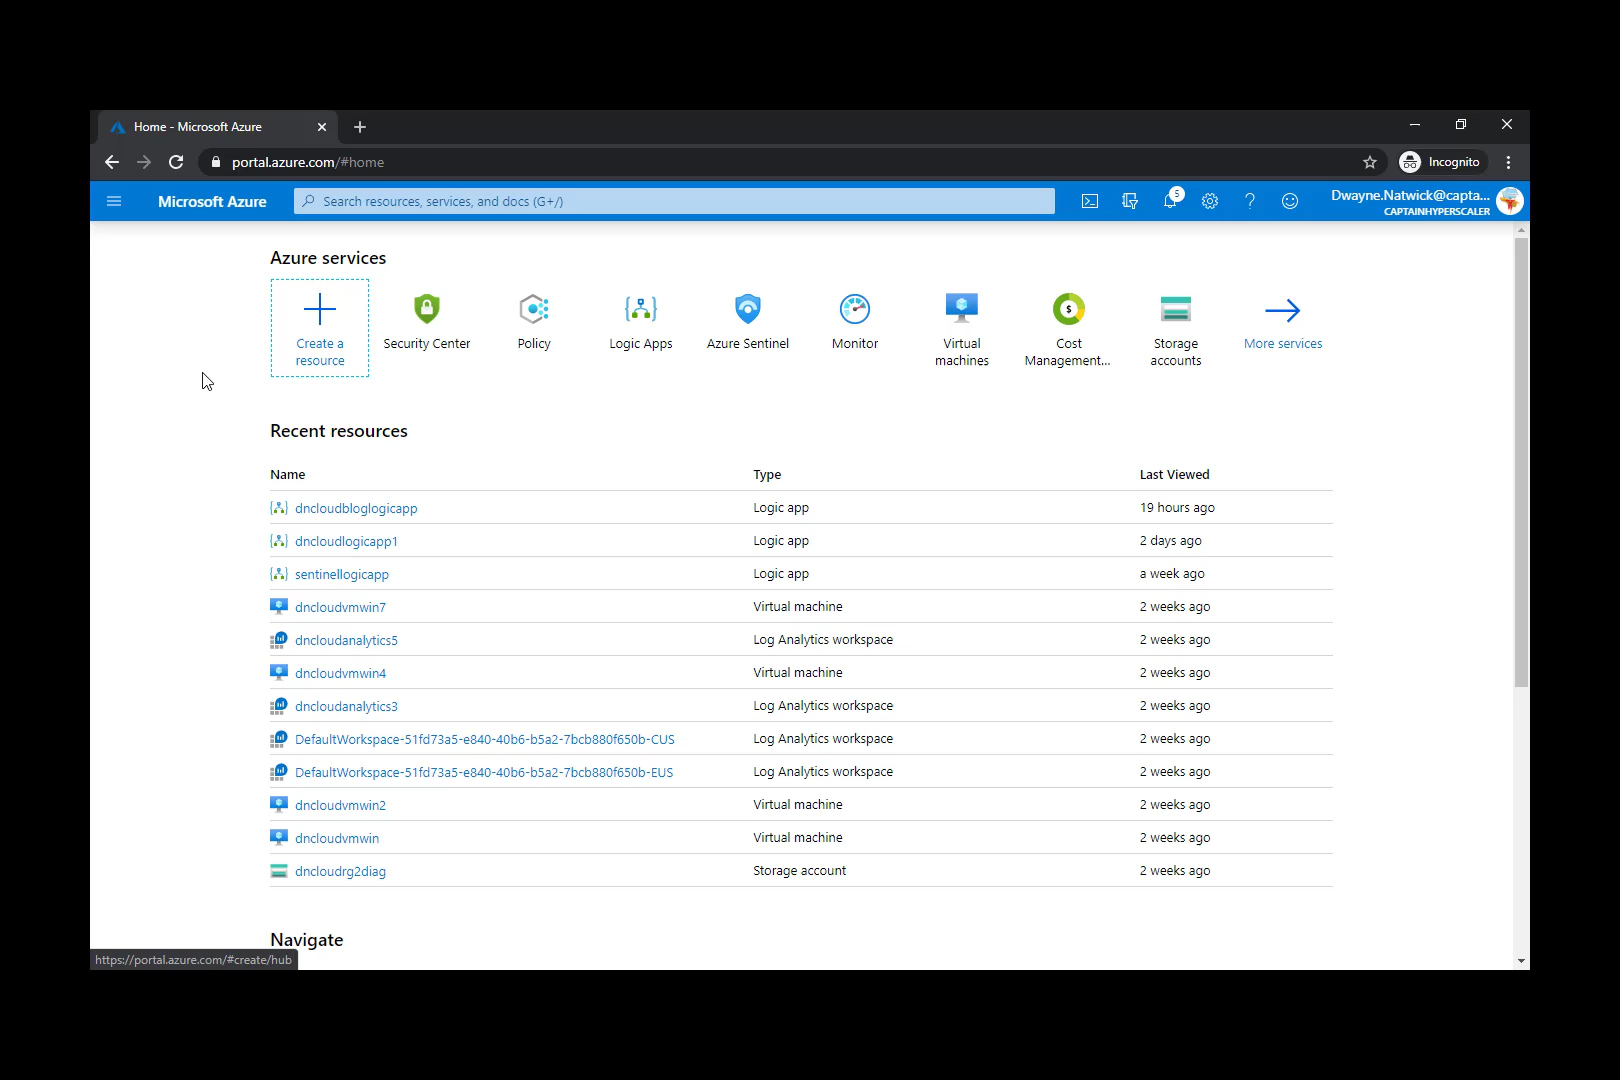 Home - Microsoft Azure
portal.azure.com/#home
Incognito
Microsoft Azure
Search resources, services, and docs (G+/)
5
Dwayne.Natwick@capta...
CAPTAINHYPERSCALER
Azure services
Create a resource
Security Center
Policy
Logic Apps
Azure Sentinel
Monitor
Virtual machines
Cost Management...
Storage accounts
More services
Recent resources
Name Type Last Viewed
dncloudbloglogicapp Logic app 19 hours ago
dncloudlogicapp1 Logic app 2 days ago
sentinellogicapp Logic app a week ago
dncloudvmwin7 Virtual machine 2 weeks ago
dncloudanalytics5 Log Analytics workspace 2 weeks ago
dncloudvmwin4 Virtual machine 2 weeks ago
dncloudanalytics3 Log Analytics workspace 2 weeks ago
DefaultWorkspace-51fd73a5-e840-40b6-b5a2-7bcb880f650b-CUS Log Analytics workspace 2 weeks ago
DefaultWorkspace-51fd73a5-e840-40b6-b5a2-7bcb880f650b-EUS Log Analytics workspace 2 weeks ago
dncloudvmwin2 Virtual machine 2 weeks ago
dncloudvmwin Virtual machine 2 weeks ago
dncloudrg2diag Storage account 2 weeks ago
Navigate
https://portal.azure.com/#create/hub